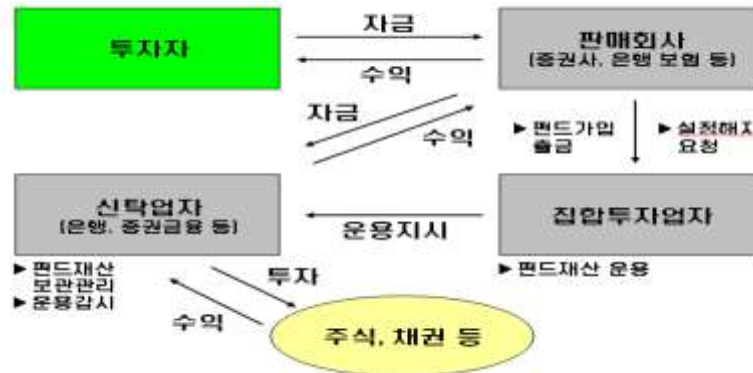 투자자
자금
수익
판매회사
(증권사, 은행 보험 등)
자금
수익
▶ 펀드가입
출금
▶ 설정해지
요청
신탁업자
(은행, 증권금융 등)
운용지시
집합투자업자
▶ 펀드재산
보관관리
▶ 운용감시
▶ 펀드재산 운용
투자
수익
주식, 채권 등